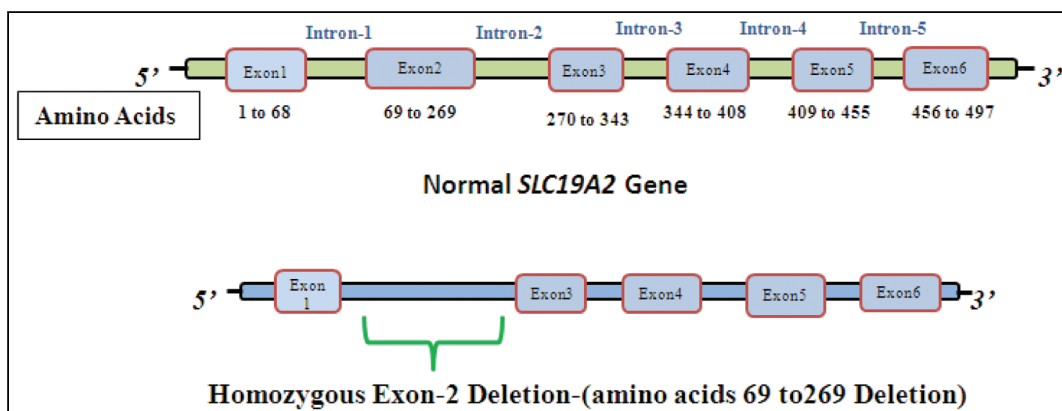 Intron-1 Intron-2 Intron-3 Intron-4 Intron-5
5’ Exon1 Exon2 Exon3 Exon4 Exon5 Exon6 3’
Amino Acids 1 to 68 69 to 269 270 to 343 344 to 408 409 to 455 456 to 497
Normal SLC19A2 Gene
5’ Exon
1 Exon3 Exon4 Exon5 Exon6 3’
Homozygous Exon-2 Deletion-(amino acids 69 to269 Deletion)